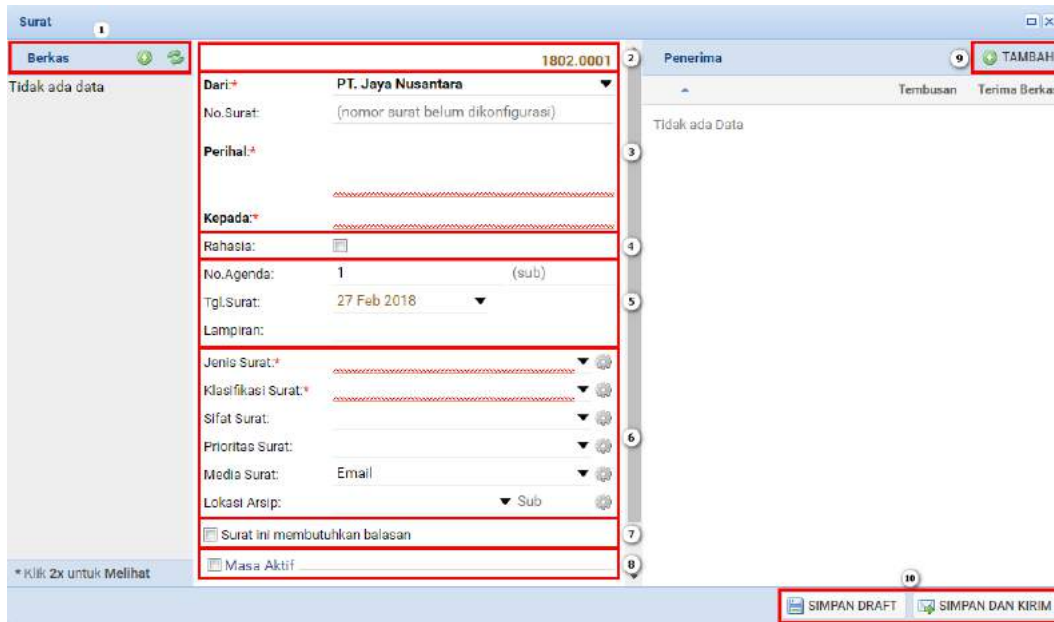 Surat
1
Berkas
Tidak ada data
* Klik 2x untuk Melihat
1802.0001
2
Dari:* PT. Jaya Nusantara
No.Surat: (nomor surat belum dikonfigurasi)
Perihal:*
3
Kepada:*
Rahasia:
4
No.Agenda: 1 (sub)
Tgl.Surat: 27 Feb 2018
5
Lampiran:
Jenis Surat:*
Klasifikasi Surat:*
Sifat Surat:
6
Prioritas Surat:
Media Surat: Email
Lokasi Arsip: Sub
Surat ini membutuhkan balasan
7
Masa Aktif
8
Penerima
9
TAMBAH
Tembusan Terima Berkas
Tidak ada Data
10
SIMPAN DRAFT SIMPAN DAN KIRIM